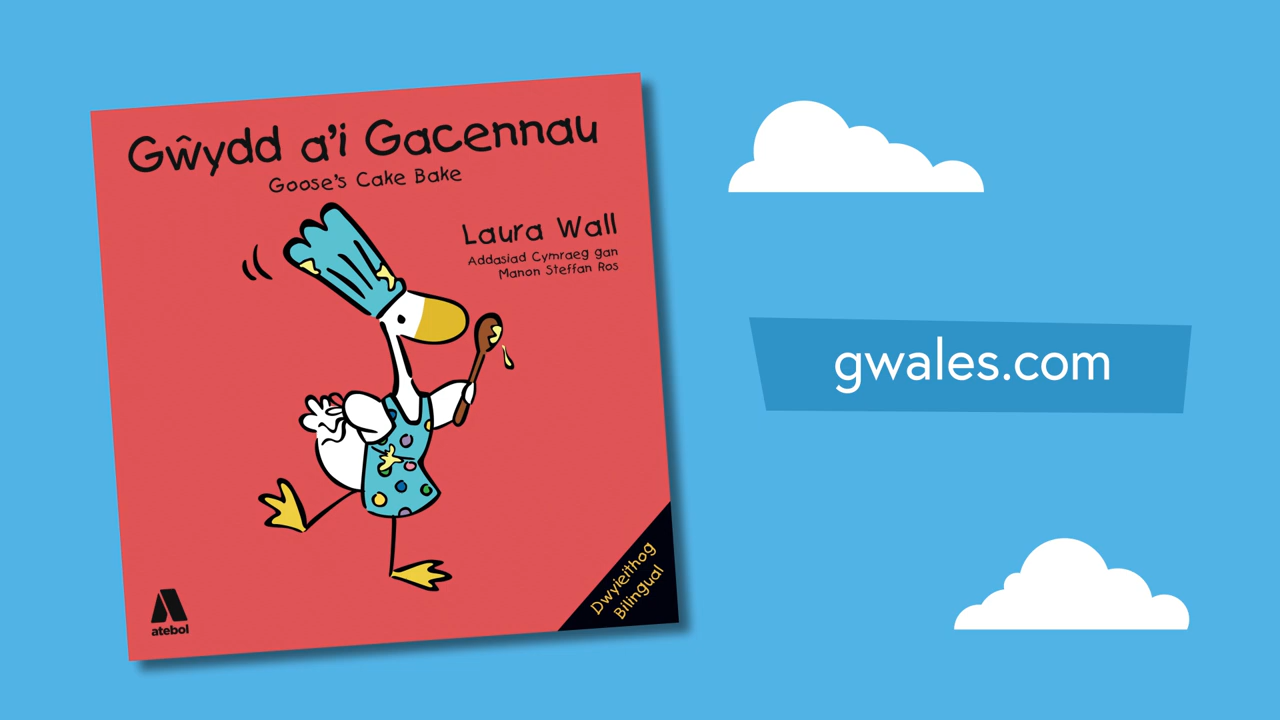 Gŵydd a'i Gacennau
Goose's Cake Bake
Laura Wall
Addasiad Cymraeg gan
Manon Steffan Ros
gwales.com
Dwyieithog
Bilingual
atebol